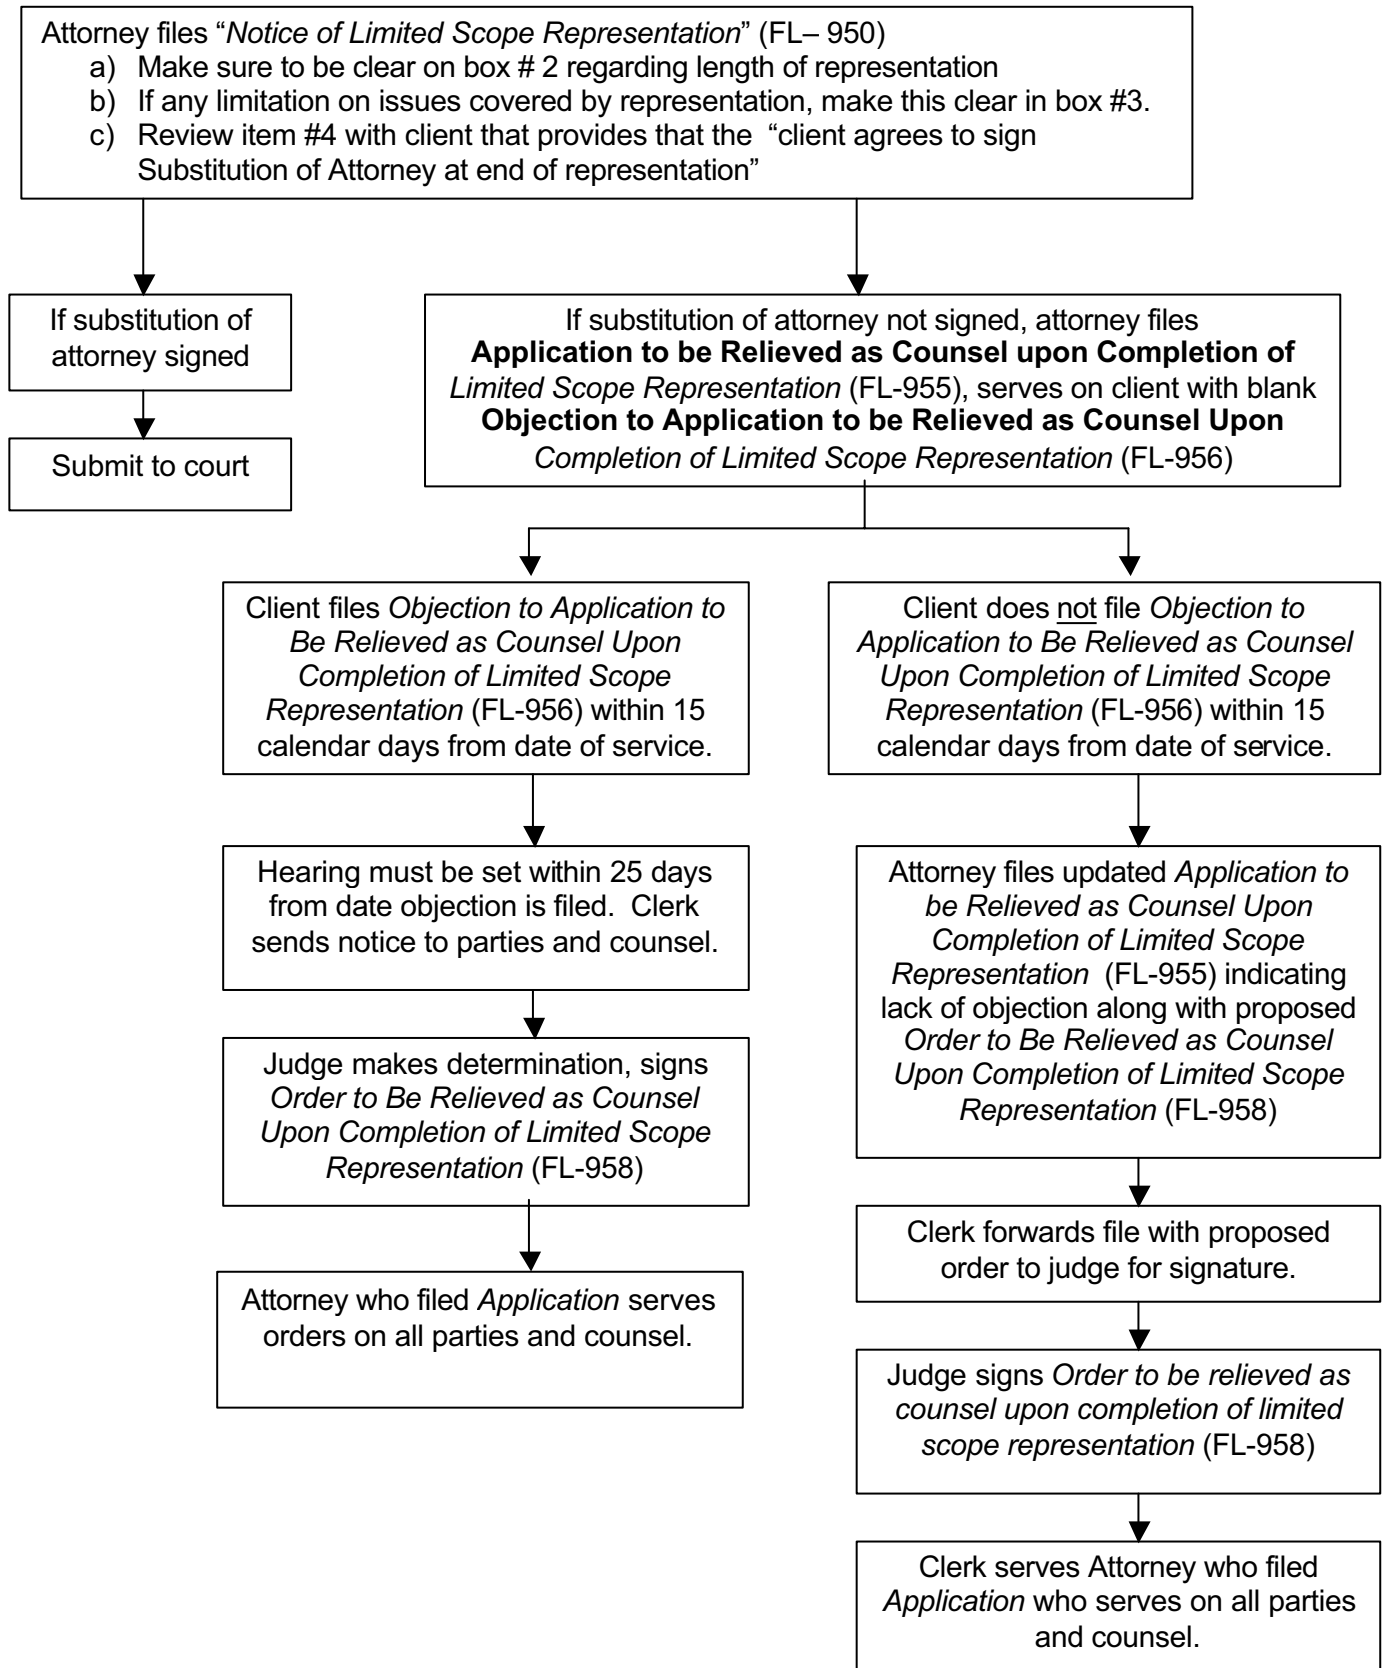 Attorney files “Notice of Limited Scope Representation” (FL– 950)
a) Make sure to be clear on box # 2 regarding length of representation
b) If any limitation on issues covered by representation, make this clear in box #3.
c) Review item #4 with client that provides that the “client agrees to sign
Substitution of Attorney at end of representation”
If substitution of
attorney signed
Submit to court
If substitution of attorney not signed, attorney files
Application to be Relieved as Counsel upon Completion of
Limited Scope Representation (FL-955), serves on client with blank
Objection to Application to be Relieved as Counsel Upon
Completion of Limited Scope Representation (FL-956)
Client files Objection to Application to
Be Relieved as Counsel Upon
Completion of Limited Scope
Representation (FL-956) within 15
calendar days from date of service.
Hearing must be set within 25 days
from date objection is filed. Clerk
sends notice to parties and counsel.
Judge makes determination, signs
Order to Be Relieved as Counsel
Upon Completion of Limited Scope
Representation (FL-958)
Attorney who filed Application serves
orders on all parties and counsel.
Client does not file Objection to
Application to Be Relieved as Counsel
Upon Completion of Limited Scope
Representation (FL-956) within 15
calendar days from date of service.
Attorney files updated Application to
be Relieved as Counsel Upon
Completion of Limited Scope
Representation (FL-955) indicating
lack of objection along with proposed
Order to Be Relieved as Counsel
Upon Completion of Limited Scope
Representation (FL-958)
Clerk forwards file with proposed
order to judge for signature.
Judge signs Order to be relieved as
counsel upon completion of limited
scope representation (FL-958)
Clerk serves Attorney who filed
Application who serves on all parties
and counsel.